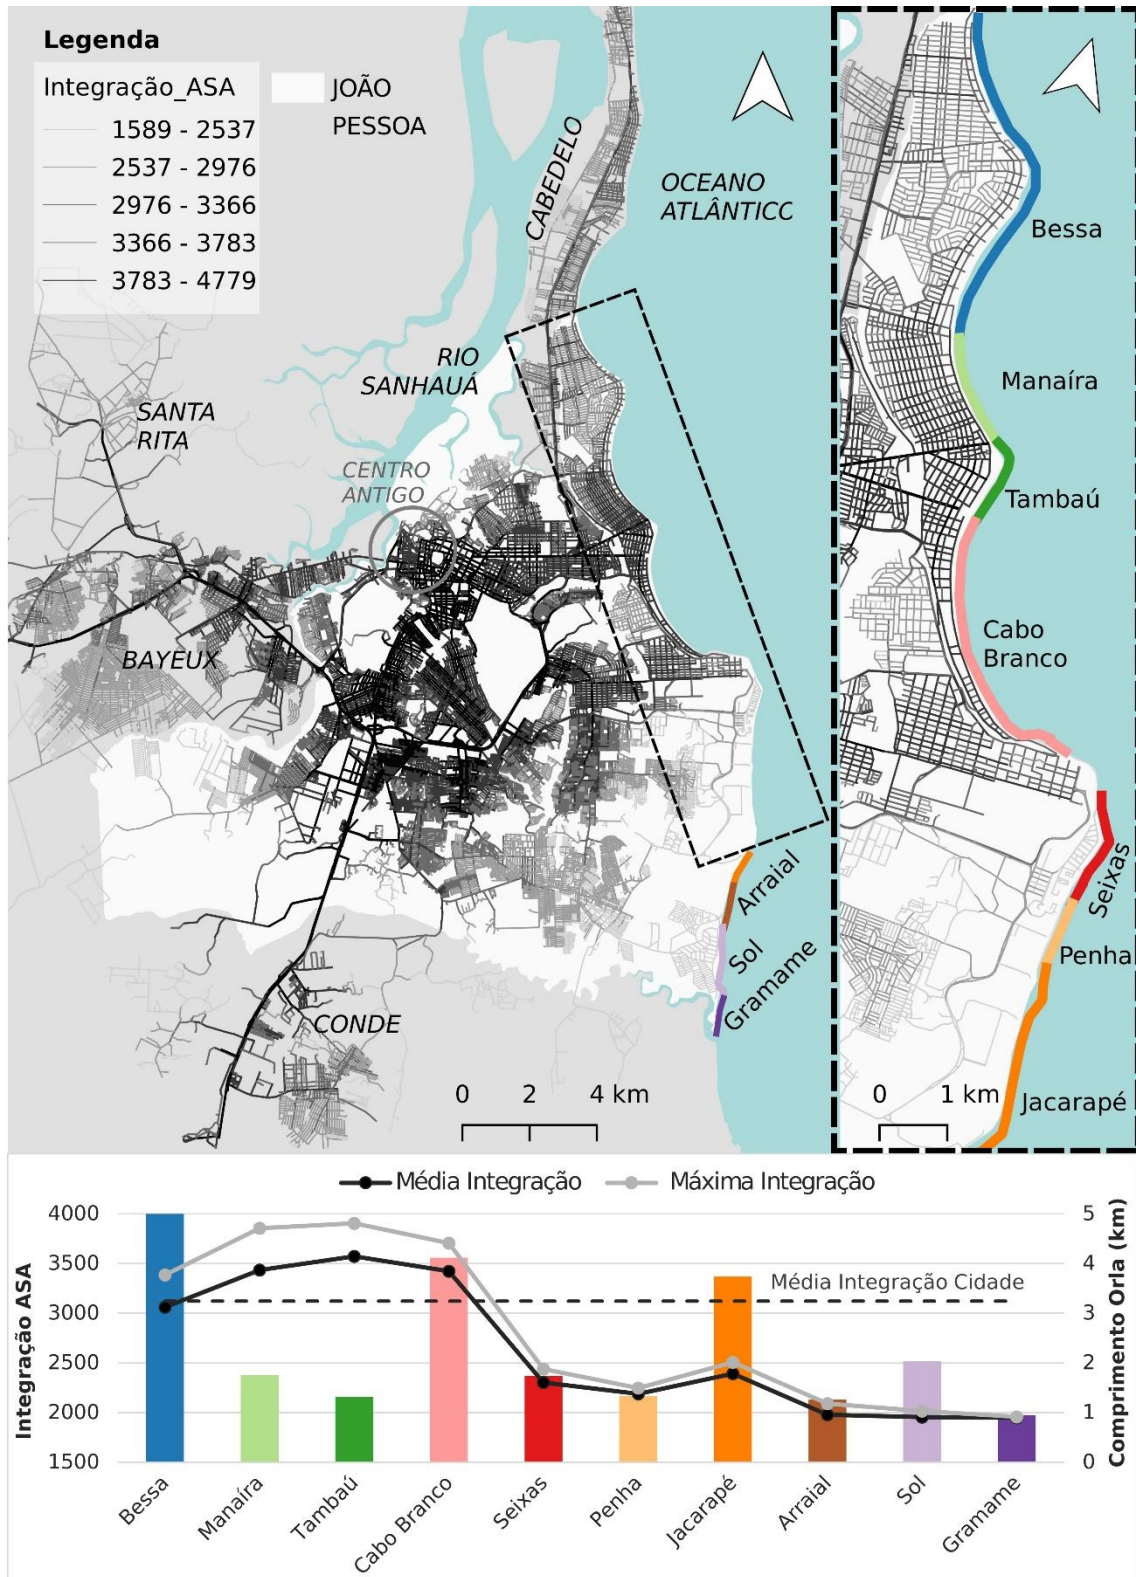 Legenda
Integração_ASA
1589 - 2537
2537 - 2976
2976 - 3366
3366 - 3783
3783 - 4779
JOÃO
PESSOA
CABEDELO
OCEANO
ATLÂNTICO
RIO
SANHAUÁ
SANTA
RITA
CENTRO
ANTIGO
BAYEUX
CONDE
Arraial
Sol
Gramame
0 2 4 km
Bessa
Manaíra
Tambaú
Cabo
Branco
Seixas
Penha
Jacarapé
0 1 km
Média Integração
Máxima Integração
Integração ASA
4000
3500
3000
2500
2000
1500
Média Integração Cidade
5
4
3
2
1
0
Comprimento Orla (km)
Bessa
Manaíra
Tambaú
Cabo Branco
Seixas
Penha
Jacarapé
Arraial
Sol
Gramame